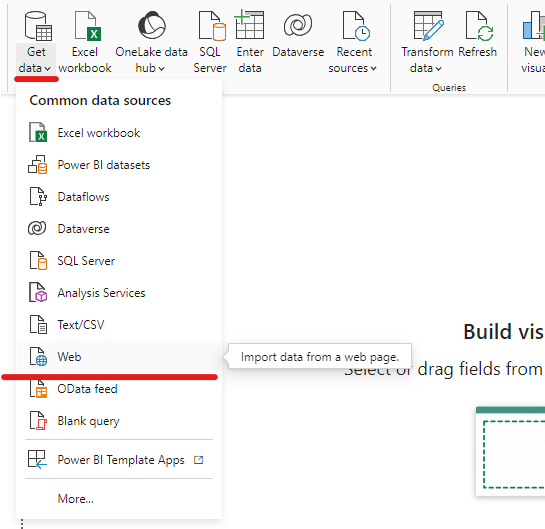 Get data
Excel workbook
OneLake data hub
SQL Server
Enter data
Dataverse
Recent sources
Transform data
Refresh
New
Queries
Common data sources
Excel workbook
Power BI datasets
Dataflows
Dataverse
SQL Server
Analysis Services
Text/CSV
Web
Import data from a web page.
OData feed
Blank query
Power BI Template Apps
More...
Build vis
Select or drag fields from